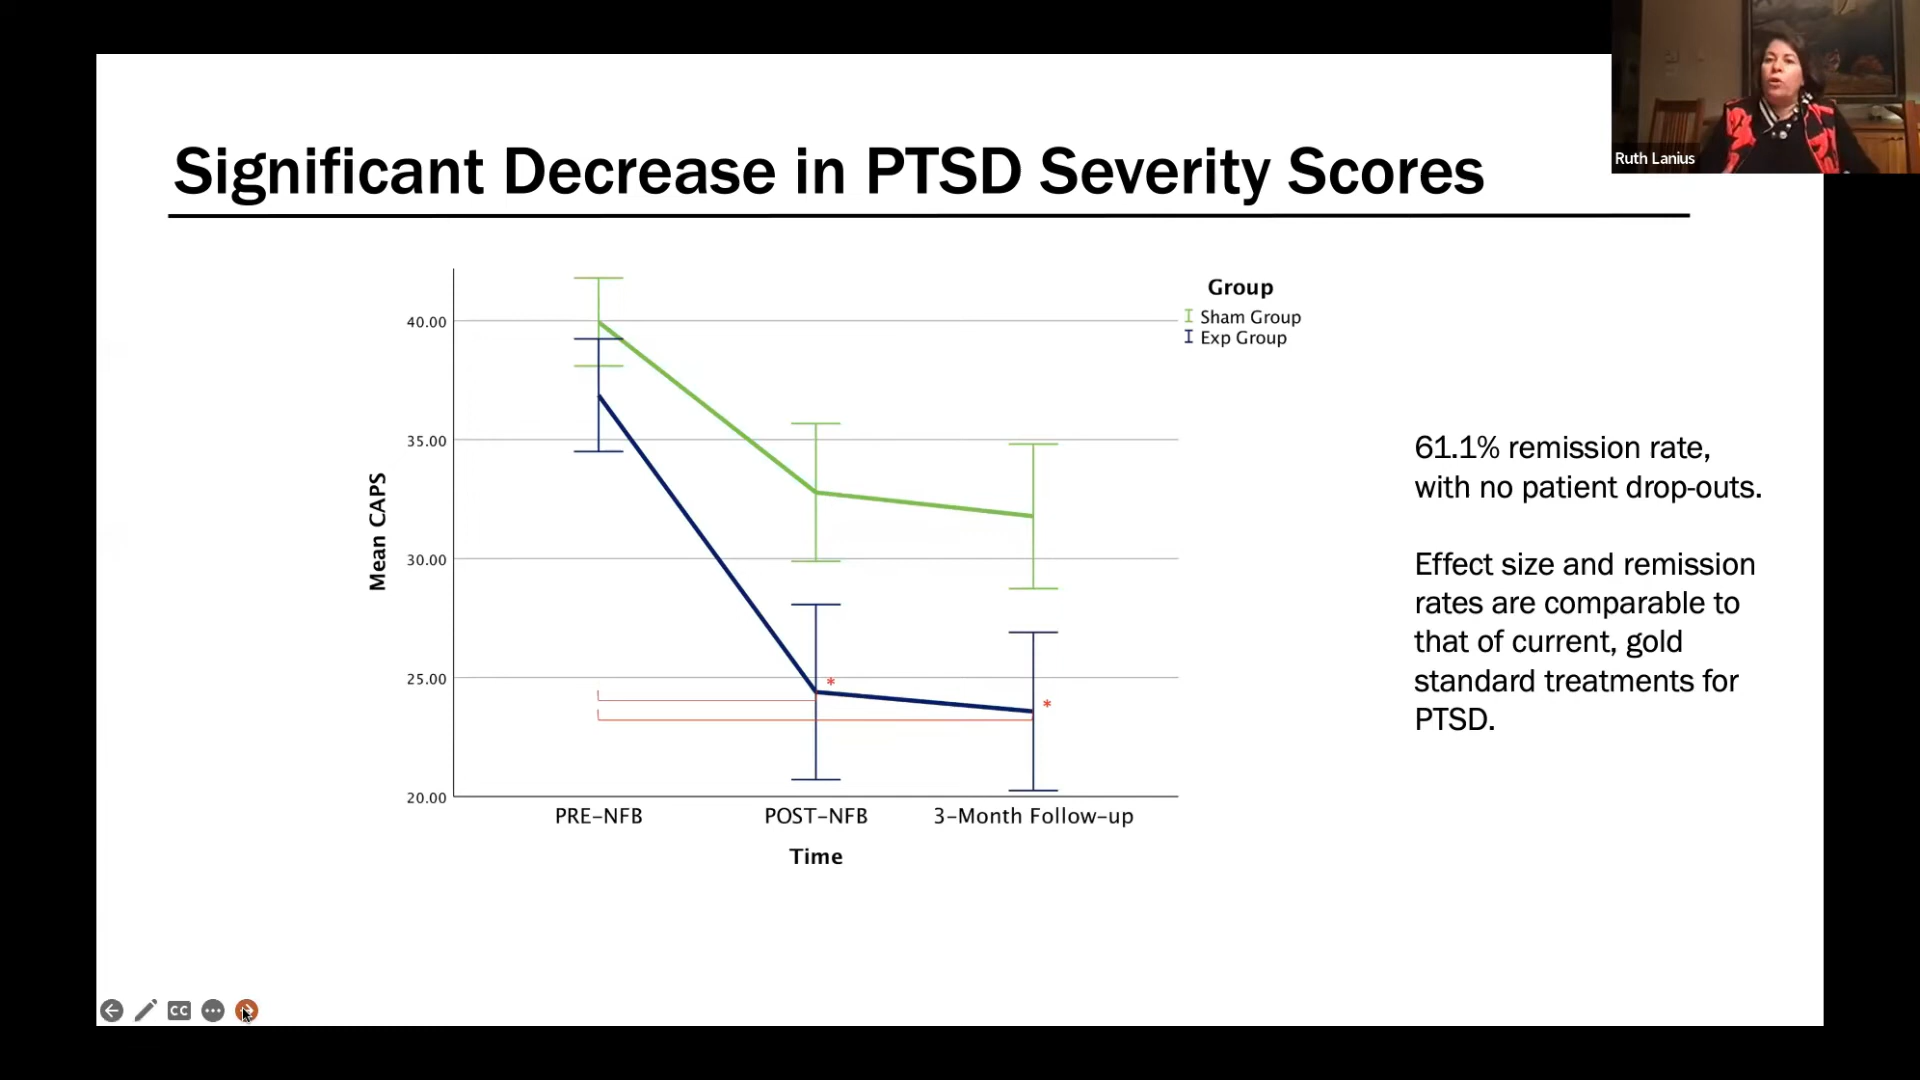 Significant Decrease in PTSD Severity Scores
Ruth Lanius
Group
Sham Group
Exp Group
40.00
35.00
30.00
25.00
20.00
Mean CAPS
*
*
PRE-NFB
POST-NFB
3-Month Follow-up
Time
61.1% remission rate,
with no patient drop-outs.
Effect size and remission
rates are comparable to
that of current, gold
standard treatments for
PTSD.
CC